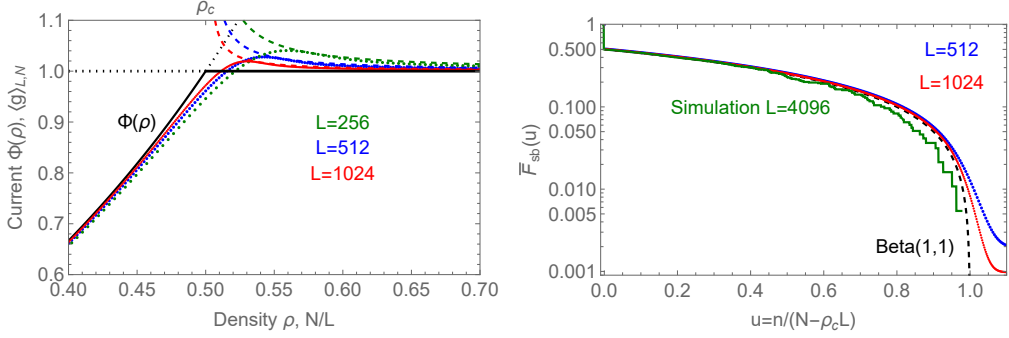 ρc
1.1
1.0
0.9
0.8
0.7
0.6
Current Φ(ρ), ⟨g⟩L,N
Φ(ρ)
L=256
L=512
L=1024
0.40 0.45 0.50 0.55 0.60 0.65 0.70
Density ρ, N/L
0.500
0.100
0.050
0.010
0.005
0.001
F̅sb(u)
L=512
L=1024
Simulation L=4096
Beta(1,1)
0.0 0.2 0.4 0.6 0.8 1.0
u=n/(N−ρcL)